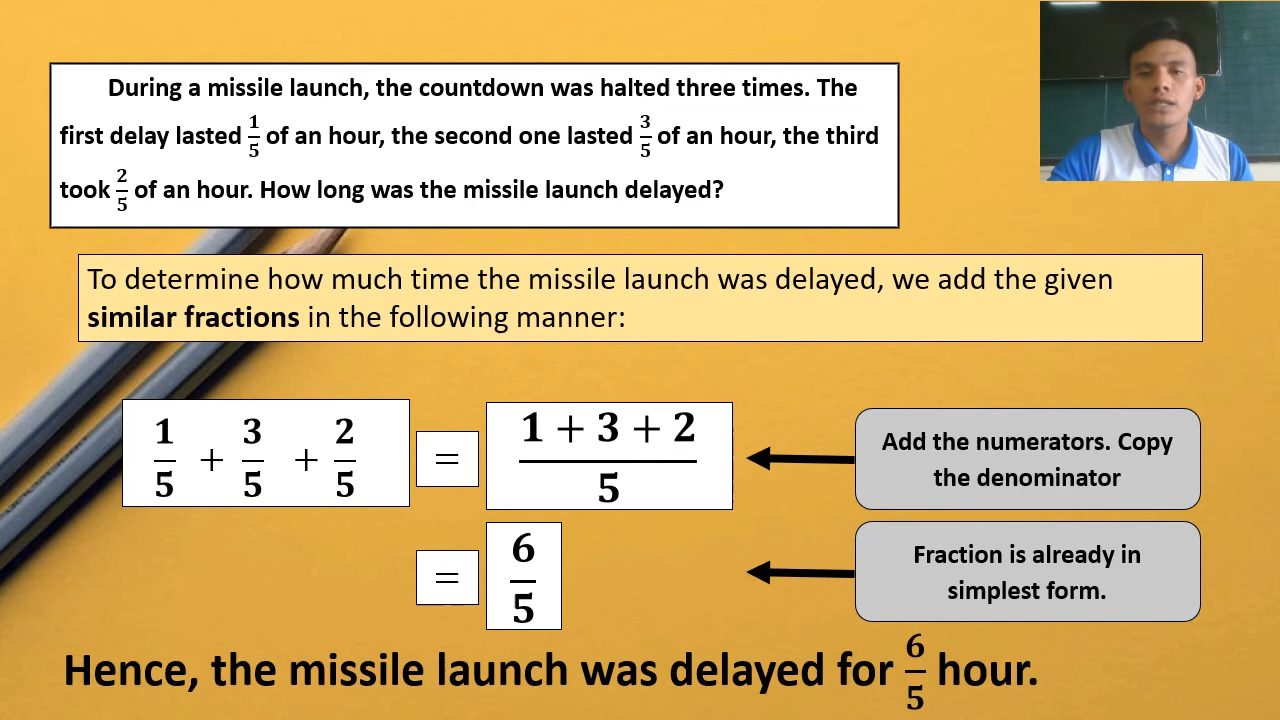 During a missile launch, the countdown was halted three times. The
first delay lasted 1/5 of an hour, the second one lasted 3/5 of an hour, the third
took 2/5 of an hour. How long was the missile launch delayed?
To determine how much time the missile launch was delayed, we add the given
similar fractions in the following manner:
1/5 + 3/5 + 2/5 = (1 + 3 + 2)/5
Add the numerators. Copy
the denominator
= 6/5
Fraction is already in
simplest form.
Hence, the missile launch was delayed for 6/5 hour.